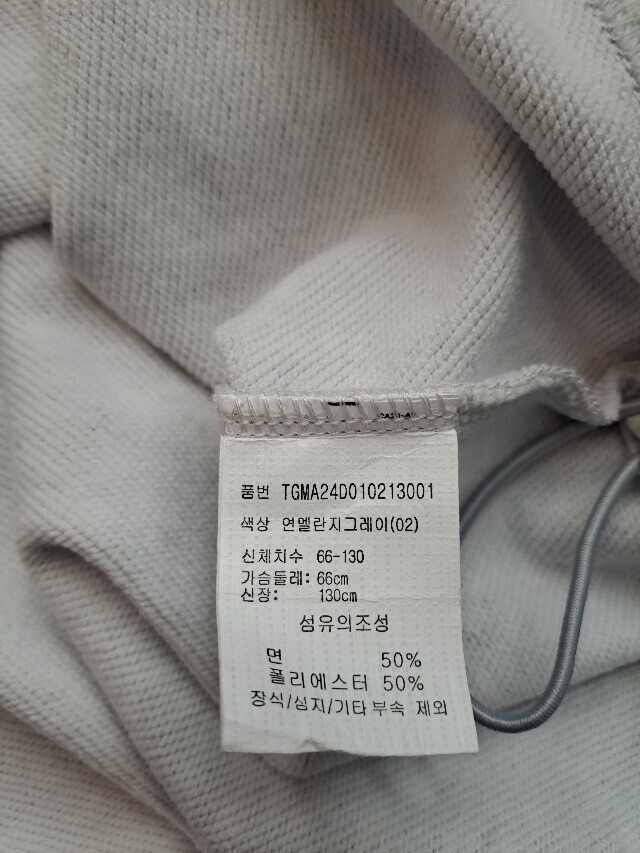 품번 TGMA24D010213001
색상 연멜란지그레이(02)
신체치수 66-130
가슴둘레: 66cm
신장: 130cm
섬유의조성
면 50%
폴리에스터 50%
장식/심지/기타부속 제외